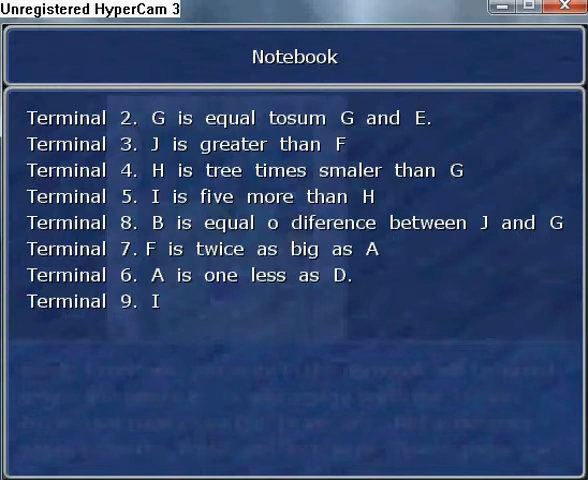 Unregistered HyperCam 3
Notebook
Terminal 2. G is equal tosum G and E.
Terminal 3. J is greater than F
Terminal 4. H is tree times smaler than G
Terminal 5. I is five more than H
Terminal 8. B is equal o diference between J and G
Terminal 7. F is twice as big as A
Terminal 6. A is one less as D.
Terminal 9. I